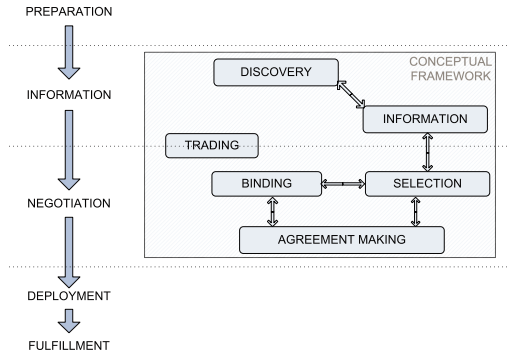 PREPARATION
CONCEPTUAL
FRAMEWORK
DISCOVERY
INFORMATION
INFORMATION
TRADING
BINDING
SELECTION
NEGOTIATION
AGREEMENT MAKING
DEPLOYMENT
FULFILLMENT